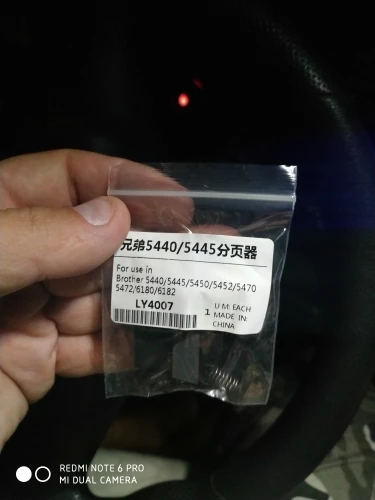 兄弟5440/5445分页器
For use in
Brother 5440/5445/5450/5452/5470
5472/6180/6182
LY4007
1 U M: EACH
MADE IN:
CHINA
REDMI NOTE 6 PRO
MI DUAL CAMERA